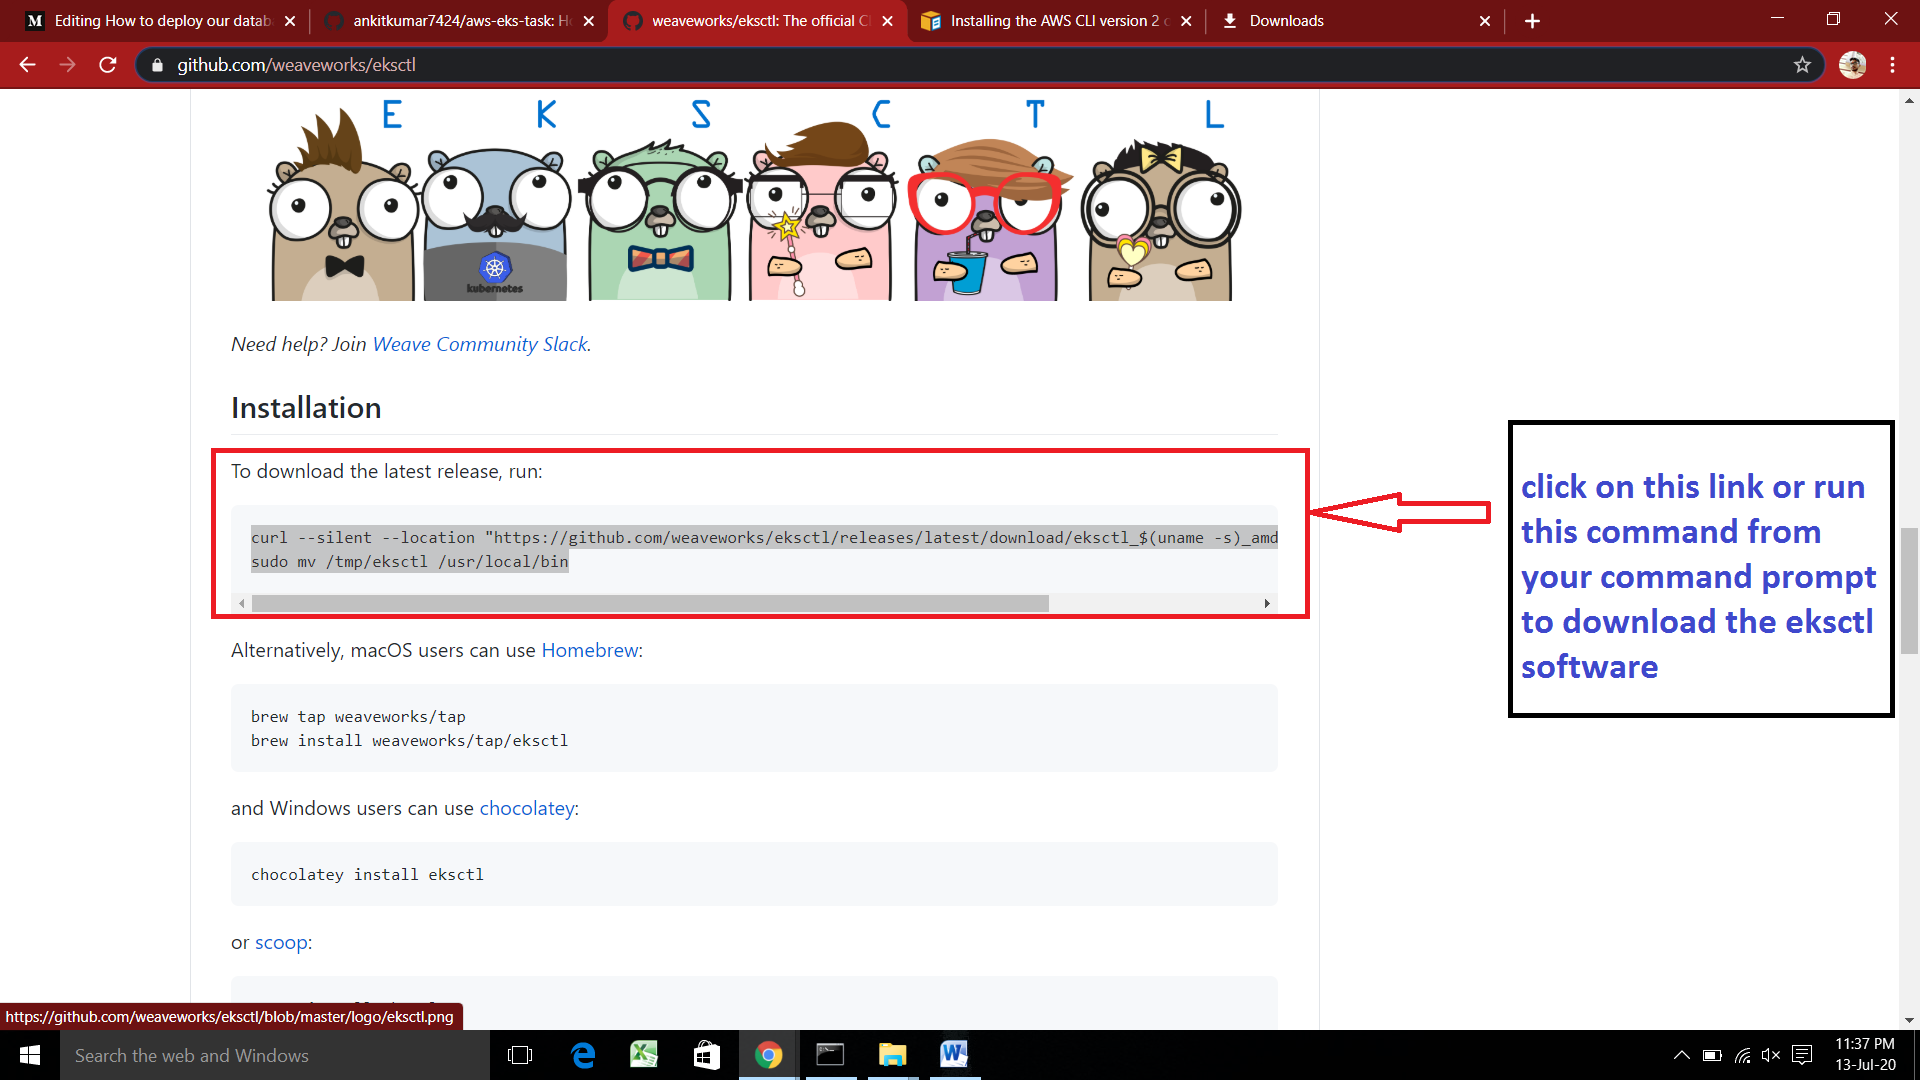 Editing How to deploy our datab
ankitkumar7424/aws-eks-task: H
weaveworks/eksctl: The official C
Installing the AWS CLI version 2
Downloads
github.com/weaveworks/eksctl
E K S C T L
kubernetes
Need help? Join Weave Community Slack.
Installation
To download the latest release, run:
curl --silent --location "https://github.com/weaveworks/eksctl/releases/latest/download/eksctl_$(uname -s)_amd
sudo mv /tmp/eksctl /usr/local/bin
click on this link or run
this command from
your command prompt
to download the eksctl
software
Alternatively, macOS users can use Homebrew:
brew tap weaveworks/tap
brew install weaveworks/tap/eksctl
and Windows users can use chocolatey:
chocolatey install eksctl
or scoop:
https://github.com/weaveworks/eksctl/blob/master/logo/eksctl.png
Search the web and Windows
11:37 PM
13-Jul-20